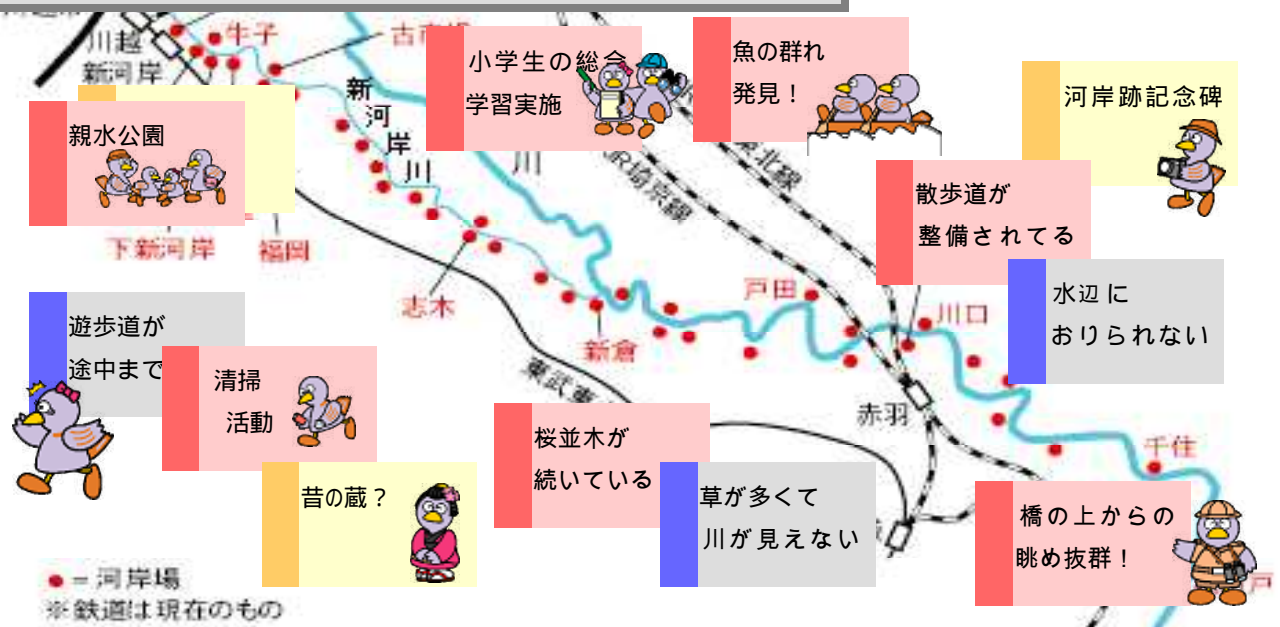 川越
新河岸
牛子
新
河
岸
川
川
小学生の総合
学習実施
魚の群れ
発見！
河岸跡記念碑
親水公園
散歩道が
整備されてる
JR埼京線
東北線
下新河岸
福岡
志木
新倉
戸田
川口
水辺に
おりられない
遊歩道が
途中まで
清掃
活動
赤羽
千住
桜並木が
続いている
昔の蔵？
草が多くて
川が見えない
橋の上からの
眺め抜群！
戸
●＝河岸場
※鉄道は現在のもの